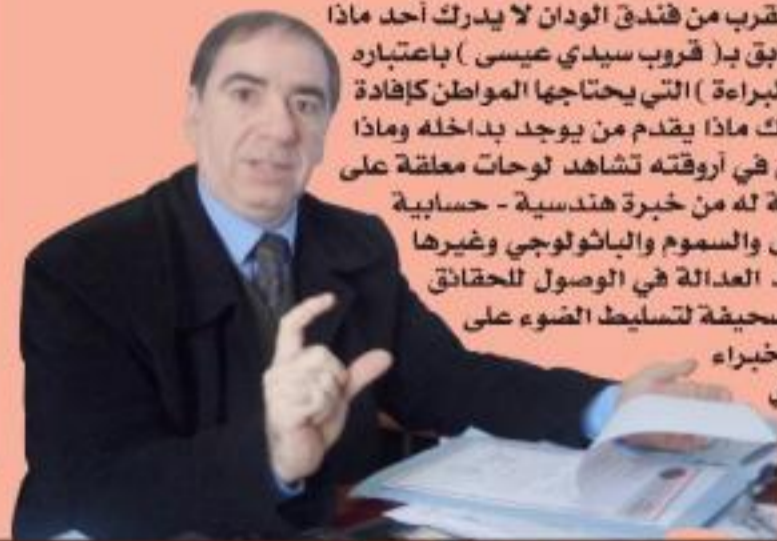 قرب من فندق الودان لا يدرك أحد ماذا
بق بـ( قروب سيدي عيسى ) باعتباره
براءة ) التي يحتاجها المواطن كإفادة
ك ماذا يقدم من يوجد بداخله وماذا
في أروقته تشاهد لوحات معلقة على
ة له من خبرة هندسية - حسابية
والسموم والباثولوجي وغيرها
العدالة في الوصول للحقائق
صحيفة لتسليط الضوء على
خبراء